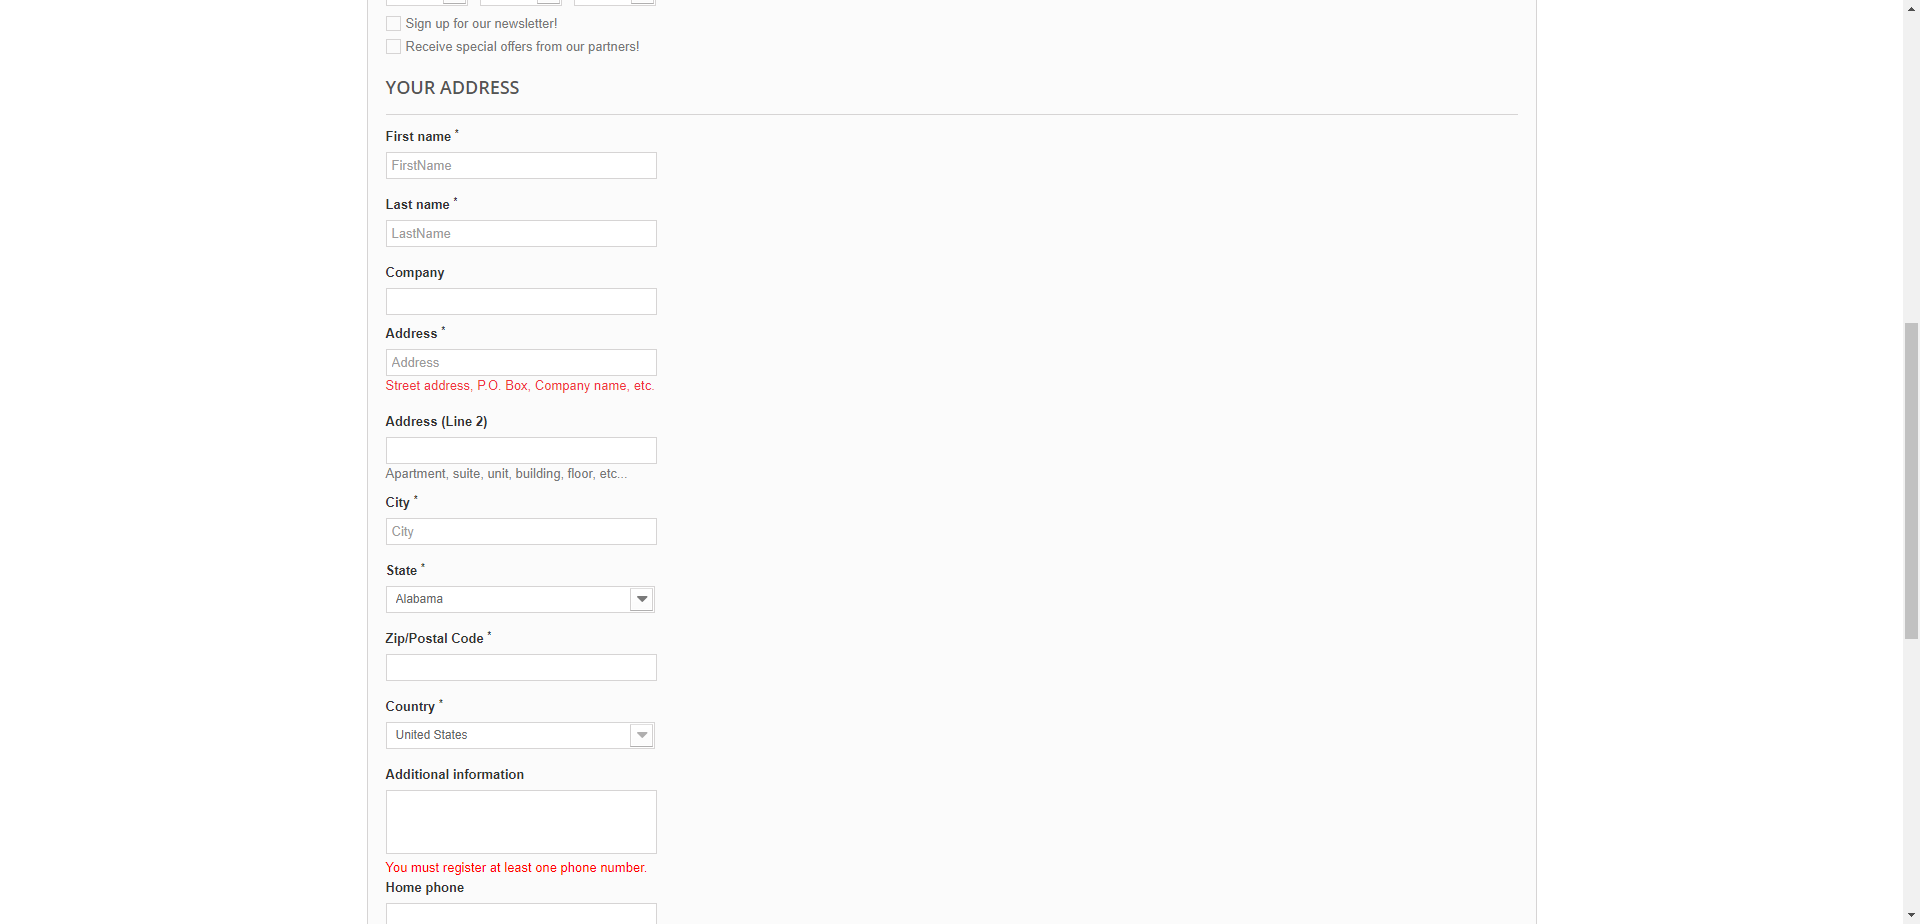 Sign up for our newsletter!
Receive special offers from our partners!
YOUR ADDRESS
First name *
FirstName
Last name *
LastName
Company
Address *
Address
Street address, P.O. Box, Company name, etc.
Address (Line 2)
Apartment, suite, unit, building, floor, etc...
City *
City
State *
Alabama
Zip/Postal Code *
Country *
United States
Additional information
You must register at least one phone number.
Home phone